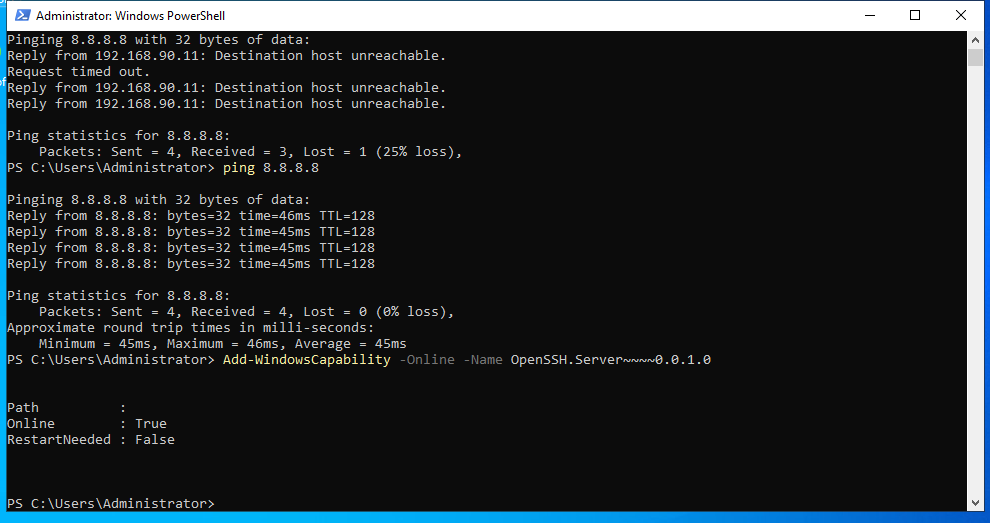 Administrator: Windows PowerShell
Pinging 8.8.8.8 with 32 bytes of data:
Reply from 192.168.90.11: Destination host unreachable.
Request timed out.
Reply from 192.168.90.11: Destination host unreachable.
Reply from 192.168.90.11: Destination host unreachable.

Ping statistics for 8.8.8.8:
    Packets: Sent = 4, Received = 3, Lost = 1 (25% loss),
PS C:\Users\Administrator> ping 8.8.8.8

Pinging 8.8.8.8 with 32 bytes of data:
Reply from 8.8.8.8: bytes=32 time=46ms TTL=128
Reply from 8.8.8.8: bytes=32 time=45ms TTL=128
Reply from 8.8.8.8: bytes=32 time=45ms TTL=128
Reply from 8.8.8.8: bytes=32 time=45ms TTL=128

Ping statistics for 8.8.8.8:
    Packets: Sent = 4, Received = 4, Lost = 0 (0% loss),
Approximate round trip times in milli-seconds:
    Minimum = 45ms, Maximum = 46ms, Average = 45ms
PS C:\Users\Administrator> Add-WindowsCapability -Online -Name OpenSSH.Server~~~~0.0.1.0

Path          :
Online        : True
RestartNeeded : False

PS C:\Users\Administrator>